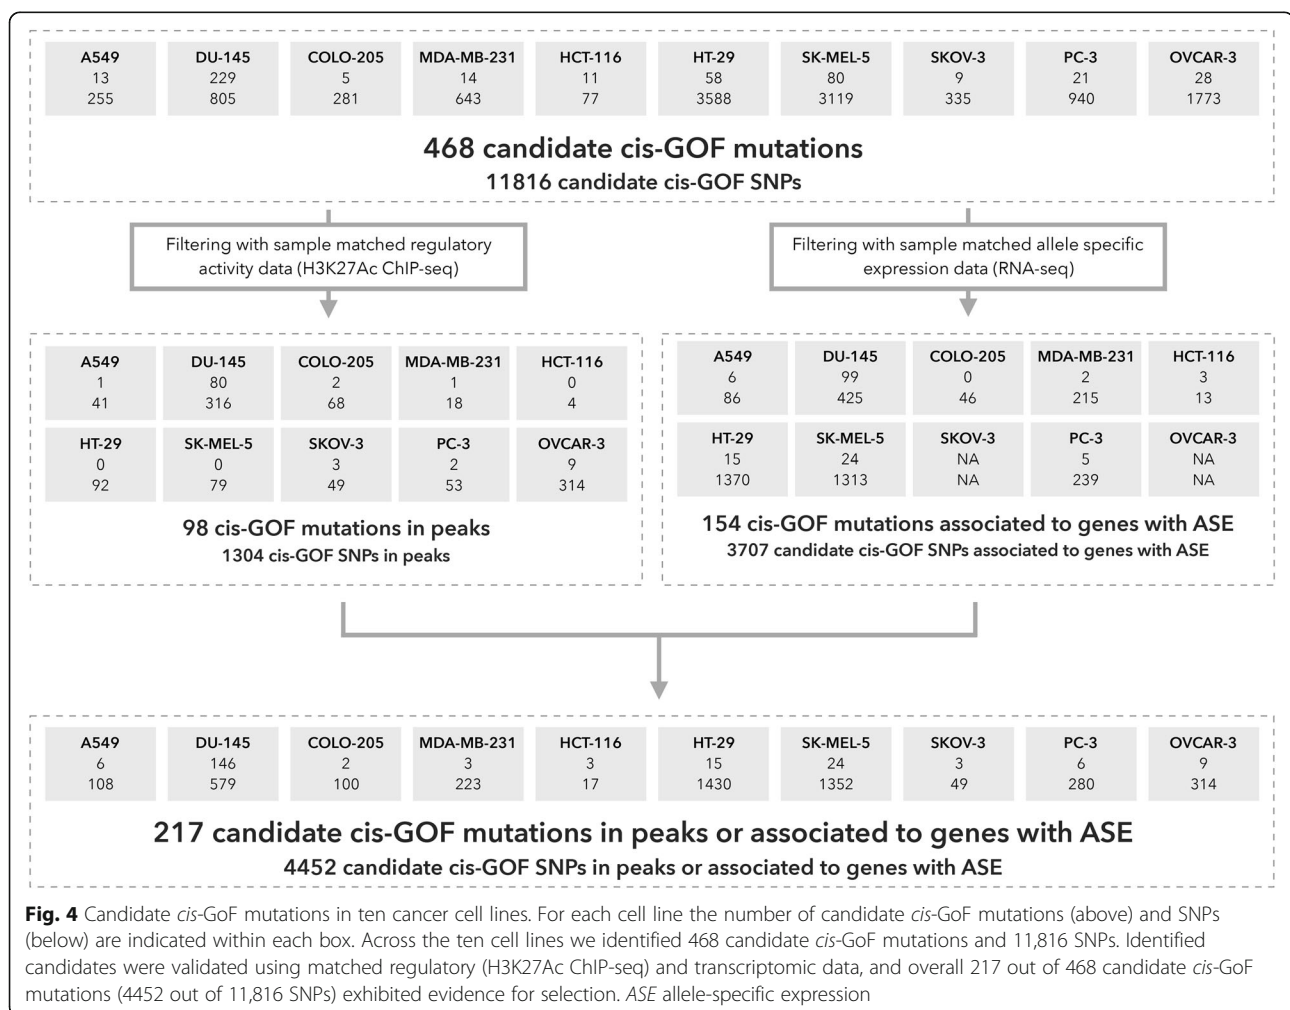 A549 DU-145 COLO-205 MDA-MB-231 HCT-116 HT-29 SK-MEL-5 SKOV-3 PC-3 OVCAR-3
13 229 5 14 11 58 80 9 21 28
255 805 281 643 77 3588 3119 335 940 1773
468 candidate cis-GOF mutations
11816 candidate cis-GOF SNPs
Filtering with sample matched regulatory
activity data (H3K27Ac ChIP-seq)
Filtering with sample matched allele specific
expression data (RNA-seq)
A549 DU-145 COLO-205 MDA-MB-231 HCT-116
1 80 2 1 0
41 316 68 18 4
HT-29 SK-MEL-5 SKOV-3 PC-3 OVCAR-3
0 0 3 2 9
92 79 49 53 314
98 cis-GOF mutations in peaks
1304 cis-GOF SNPs in peaks
A549 DU-145 COLO-205 MDA-MB-231 HCT-116
6 99 0 2 3
86 425 46 215 13
HT-29 SK-MEL-5 SKOV-3 PC-3 OVCAR-3
15 24 NA 5 NA
1370 1313 NA 239 NA
154 cis-GOF mutations associated to genes with ASE
3707 candidate cis-GOF SNPs associated to genes with ASE
A549 DU-145 COLO-205 MDA-MB-231 HCT-116 HT-29 SK-MEL-5 SKOV-3 PC-3 OVCAR-3
6 146 2 3 3 15 24 3 6 9
108 579 100 223 17 1430 1352 49 280 314
217 candidate cis-GOF mutations in peaks or associated to genes with ASE
4452 candidate cis-GOF SNPs in peaks or associated to genes with ASE
Fig. 4 Candidate cis-GoF mutations in ten cancer cell lines. For each cell line the number of candidate cis-GoF mutations (above) and SNPs
(below) are indicated within each box. Across the ten cell lines we identified 468 candidate cis-GoF mutations and 11,816 SNPs. Identified
candidates were validated using matched regulatory (H3K27Ac ChIP-seq) and transcriptomic data, and overall 217 out of 468 candidate cis-GoF
mutations (4452 out of 11,816 SNPs) exhibited evidence for selection. ASE allele-specific expression